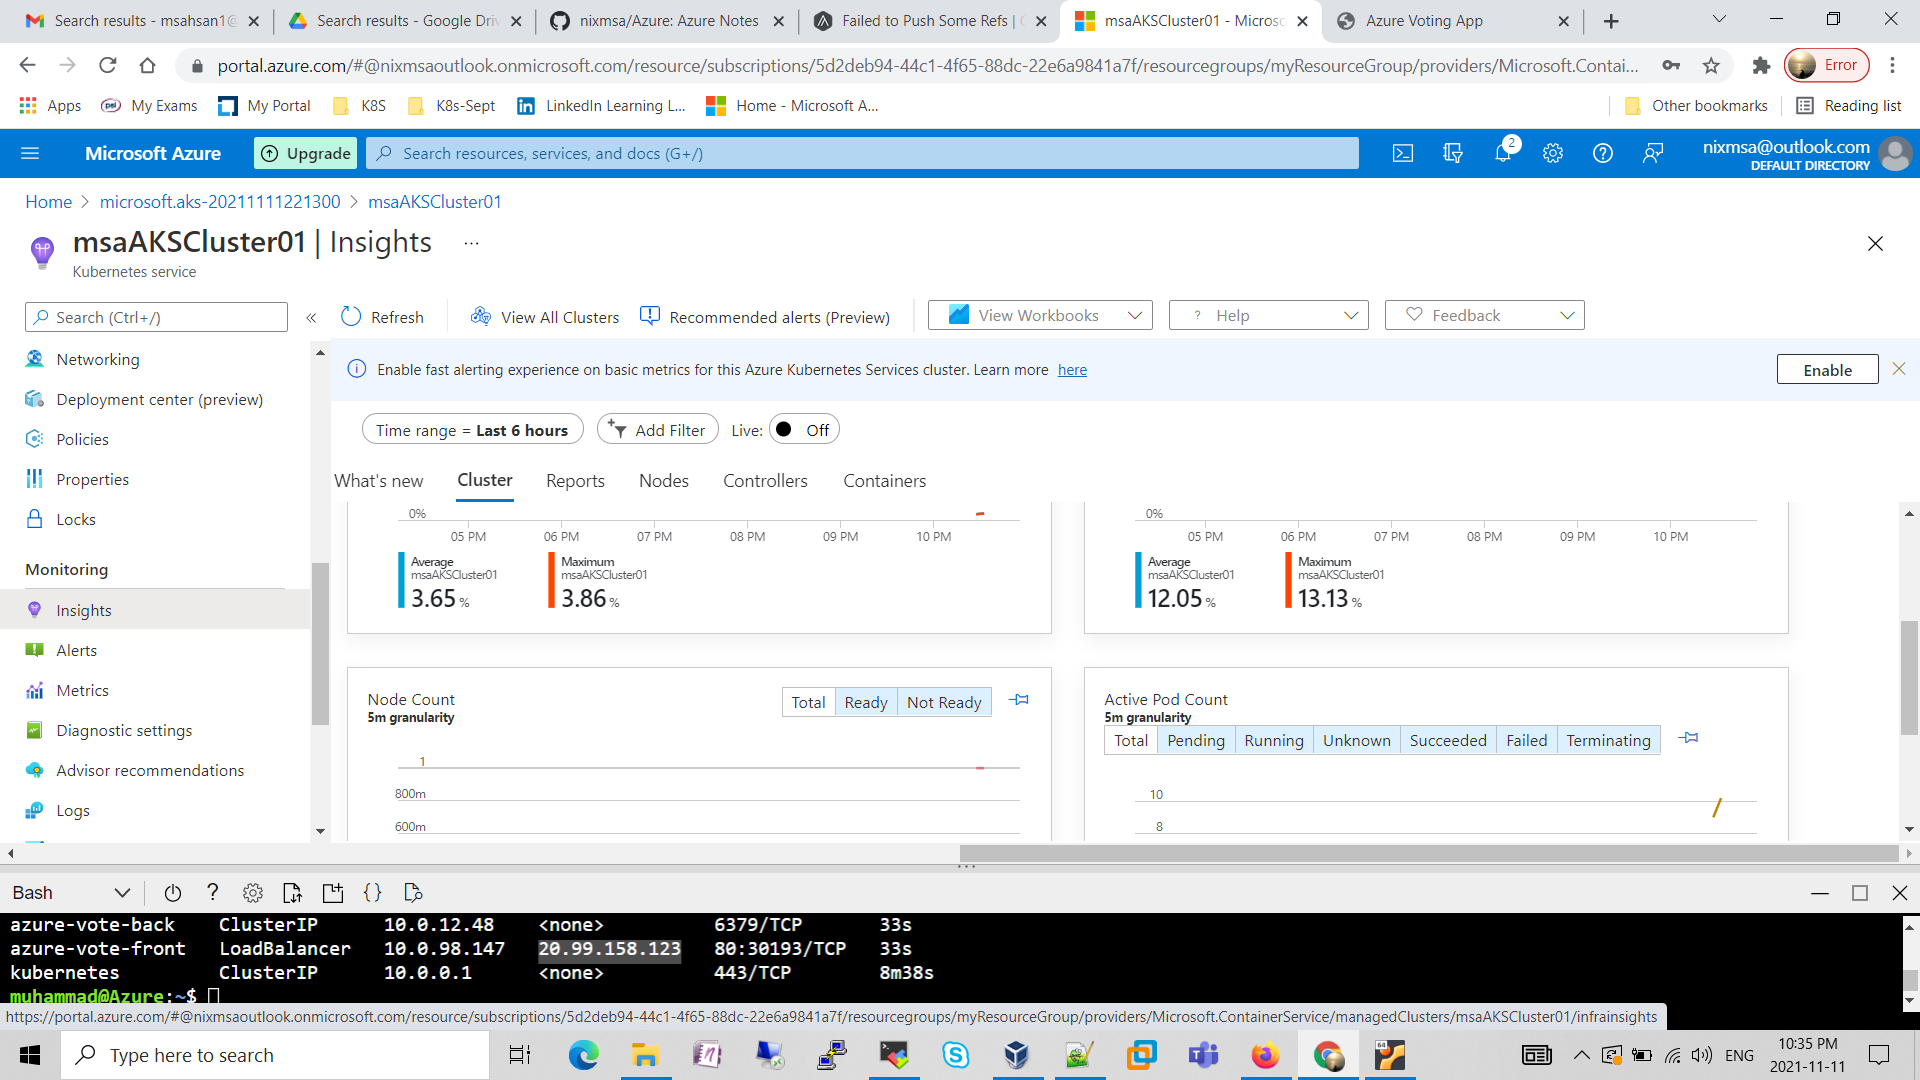 Search results - msahsan1@
Search results - Google Driv
nixmsa/Azure: Azure Notes
Failed to Push Some Refs |
msaAKSCluster01 - Microso
Azure Voting App
portal.azure.com/#@nixmsaoutlook.onmicrosoft.com/resource/subscriptions/5d2deb94-44c1-4f65-88dc-22e6a9841a7f/resourcegroups/myResourceGroup/providers/Microsoft.Contai...
Error
Apps
My Exams
My Portal
K8S
K8s-Sept
LinkedIn Learning L...
Home - Microsoft A...
Other bookmarks
Reading list
Microsoft Azure
Upgrade
Search resources, services, and docs (G+/)
2
nixmsa@outlook.com
DEFAULT DIRECTORY
Home > microsoft.aks-20211111221300 > msaAKSCluster01
msaAKSCluster01 | Insights ...
Kubernetes service
Search (Ctrl+/)
«
Refresh
View All Clusters
Recommended alerts (Preview)
View Workbooks
? Help
Feedback
Networking
Deployment center (preview)
Policies
Properties
Locks
Monitoring
Insights
Alerts
Metrics
Diagnostic settings
Advisor recommendations
Logs
Enable fast alerting experience on basic metrics for this Azure Kubernetes Services cluster. Learn more here
Enable
Time range = Last 6 hours
Add Filter
Live: Off
What's new
Cluster
Reports
Nodes
Controllers
Containers
0%
05 PM 06 PM 07 PM 08 PM 09 PM 10 PM
Average
msaAKSCluster01
3.65 %
Maximum
msaAKSCluster01
3.86 %
0%
05 PM 06 PM 07 PM 08 PM 09 PM 10 PM
Average
msaAKSCluster01
12.05 %
Maximum
msaAKSCluster01
13.13 %
Node Count
5m granularity
Total Ready Not Ready
1
800m
600m
Active Pod Count
5m granularity
Total Pending Running Unknown Succeeded Failed Terminating
10
8
Bash
?
{}
azure-vote-back ClusterIP 10.0.12.48 <none> 6379/TCP 33s
azure-vote-front LoadBalancer 10.0.98.147 20.99.158.123 80:30193/TCP 33s
kubernetes ClusterIP 10.0.0.1 <none> 443/TCP 8m38s
muhammad@Azure:~$
https://portal.azure.com/#@nixmsaoutlook.onmicrosoft.com/resource/subscriptions/5d2deb94-44c1-4f65-88dc-22e6a9841a7f/resourcegroups/myResourceGroup/providers/Microsoft.ContainerService/managedClusters/msaAKSCluster01/infrainsights
Type here to search
ENG
10:35 PM
2021-11-11